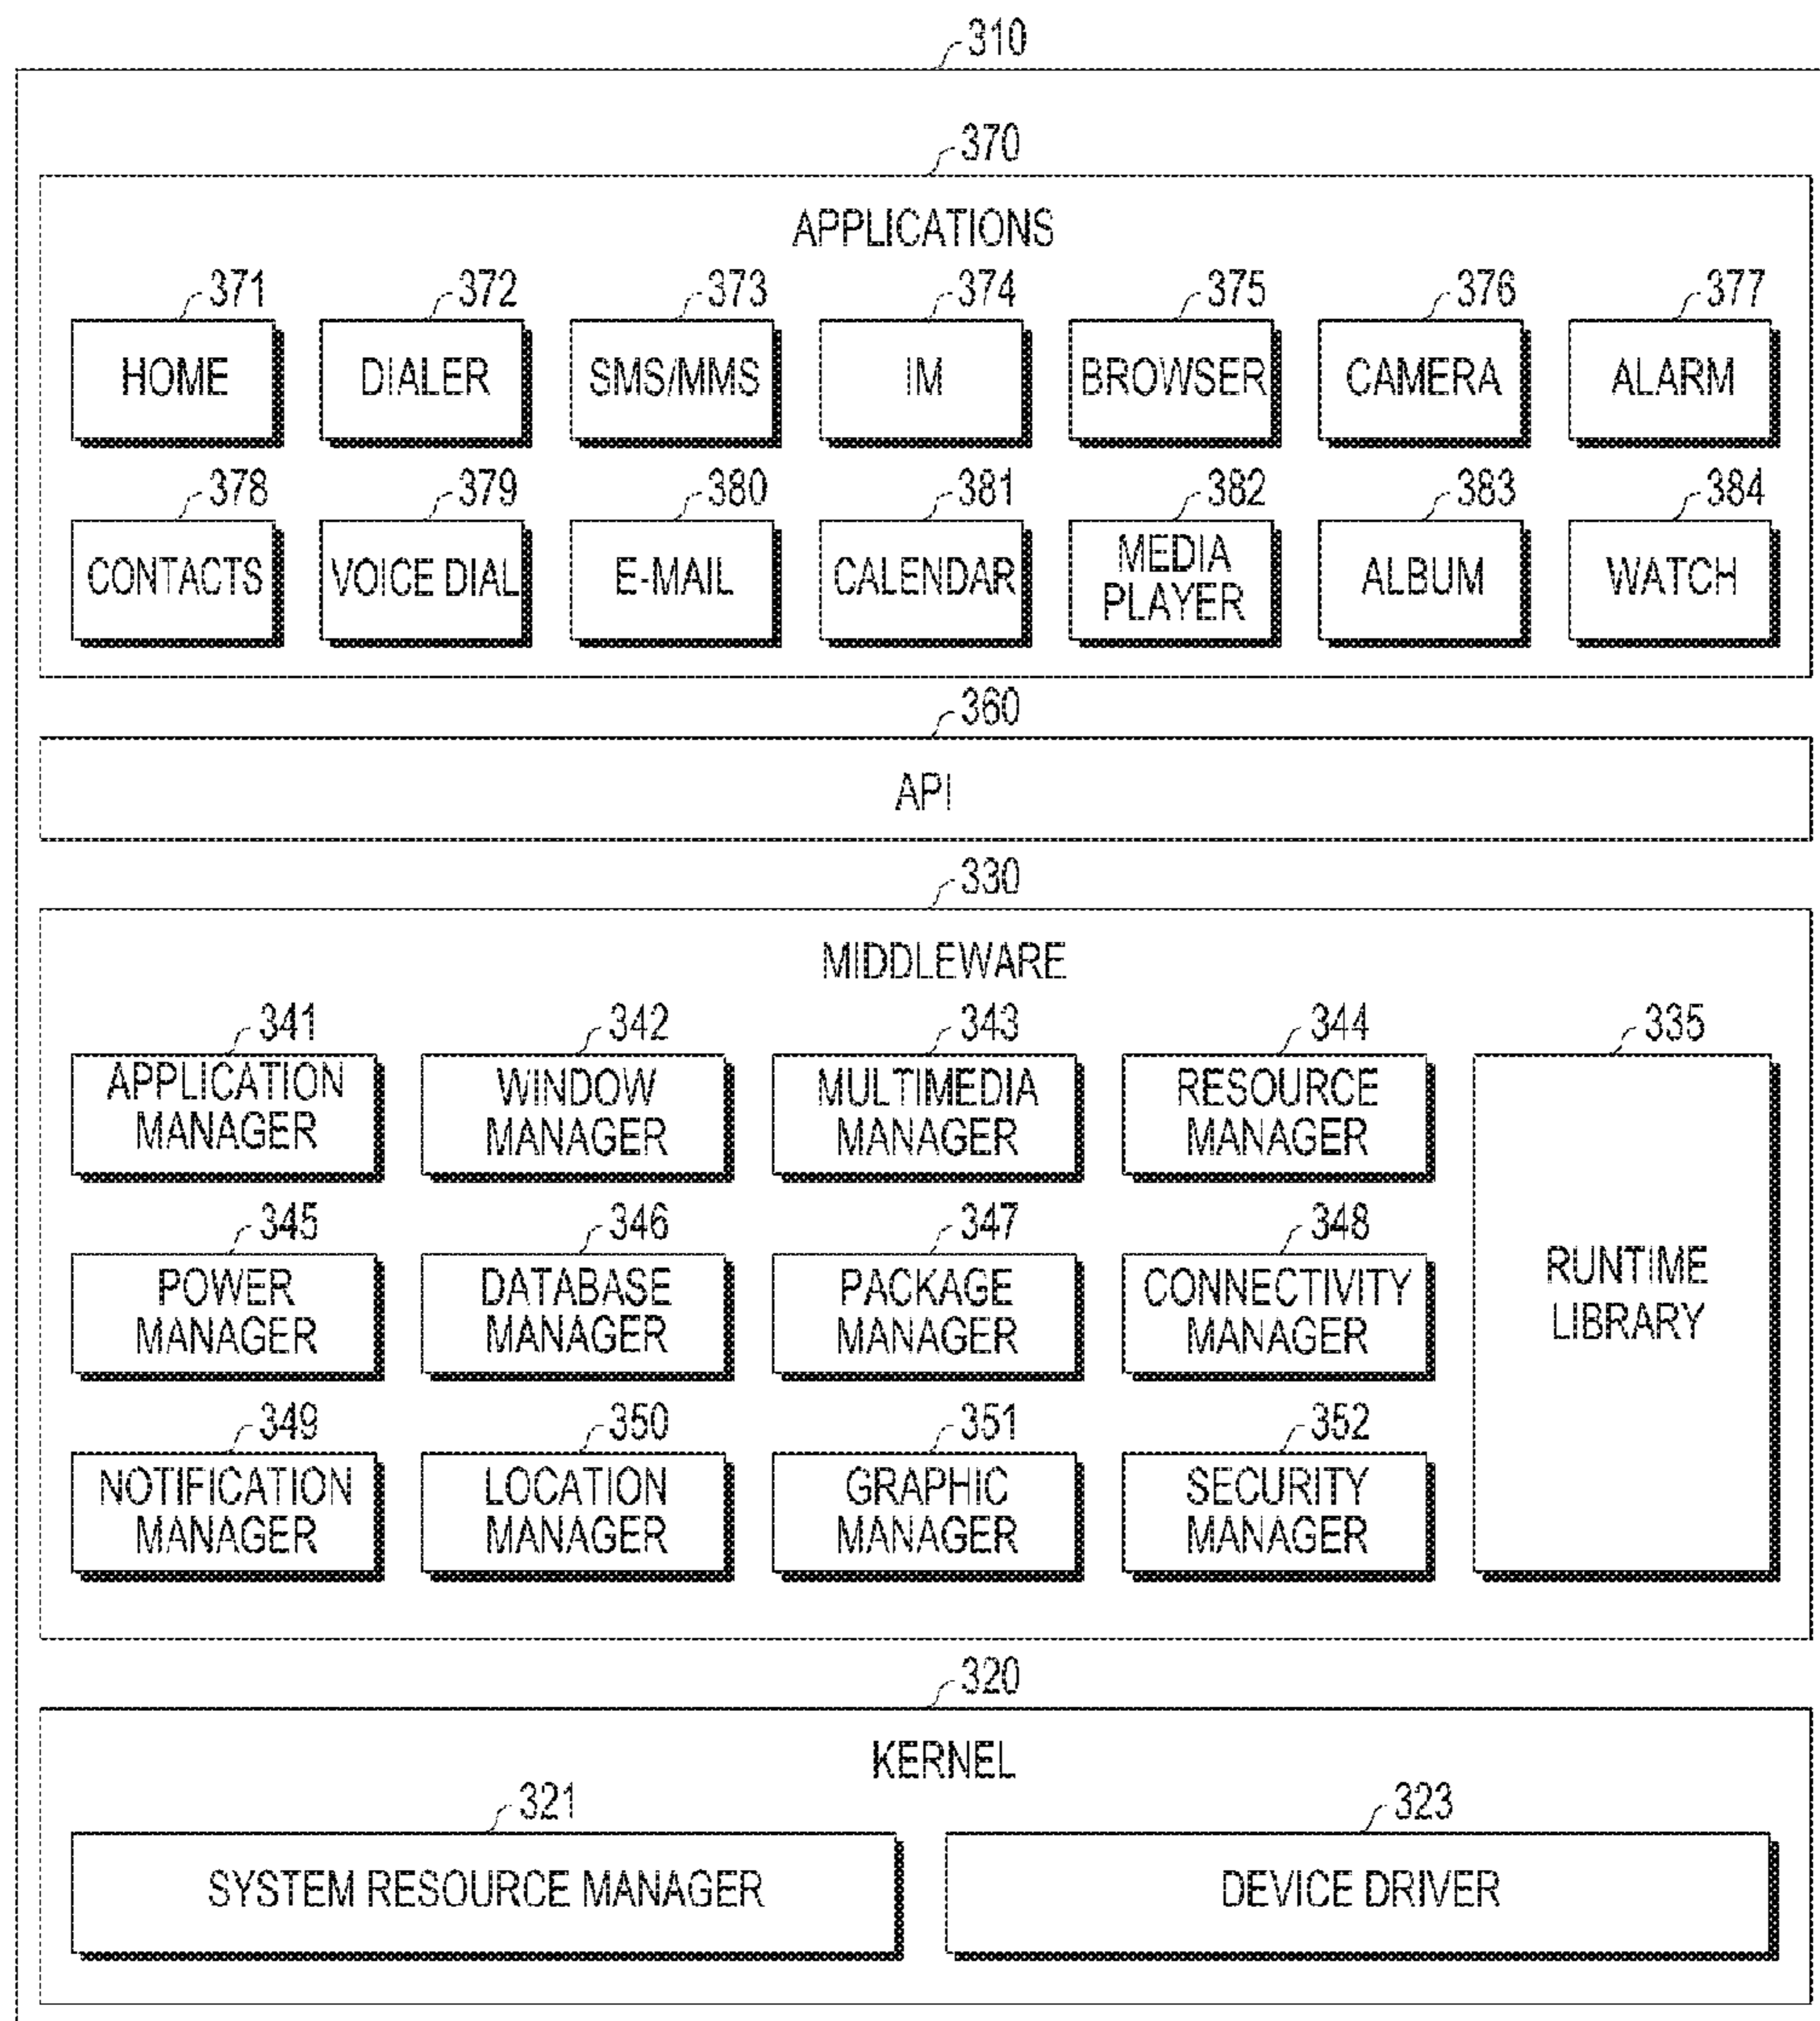 310
370
APPLICATIONS
371 372 373 374 375 376 377
HOME DIALER SMS/MMS IM BROWSER CAMERA ALARM
378 379 380 381 382 383 384
CONTACTS VOICE DIAL E-MAIL CALENDAR MEDIA PLAYER ALBUM WATCH
360
API
330
MIDDLEWARE
341 342 343 344 335
APPLICATION MANAGER WINDOW MANAGER MULTIMEDIA MANAGER RESOURCE MANAGER
345 346 347 348
POWER MANAGER DATABASE MANAGER PACKAGE MANAGER CONNECTIVITY MANAGER RUNTIME LIBRARY
349 350 351 352
NOTIFICATION MANAGER LOCATION MANAGER GRAPHIC MANAGER SECURITY MANAGER
320
KERNEL
321 323
SYSTEM RESOURCE MANAGER DEVICE DRIVER